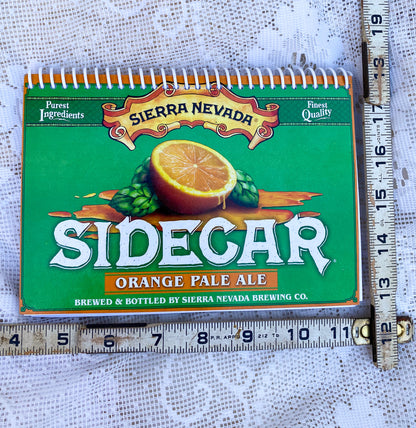 Purest
Ingredients
SIERRA NEVADA
Finest
Quality
SIDECAR
ORANGE PALE ALE
BREWED & BOTTLED BY SIERRA NEVADA BREWING CO.
4 5 6 7 8 9 10 11 12
19
18
17
16
15
14
13